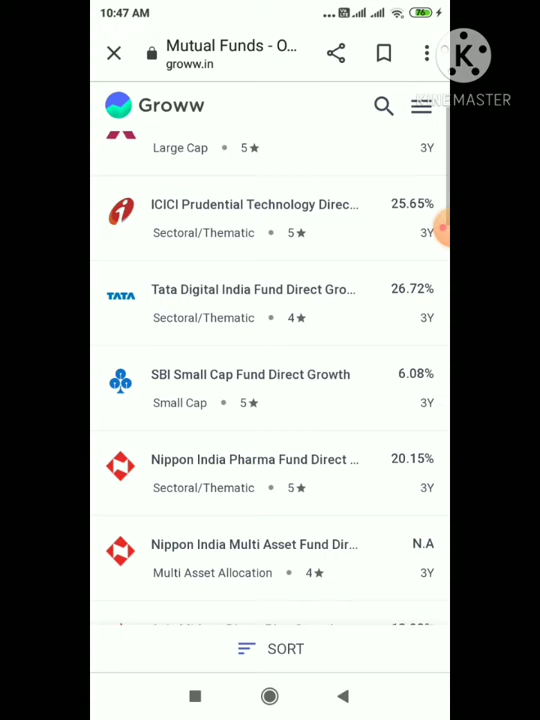 10:47 AM
76
Mutual Funds - O...
groww.in
K
KINEMASTER
Groww
Large Cap • 5★ 3Y
ICICI Prudential Technology Direc... 25.65%
Sectoral/Thematic • 5★ 3Y
TATA
Tata Digital India Fund Direct Gro... 26.72%
Sectoral/Thematic • 4★ 3Y
SBI Small Cap Fund Direct Growth 6.08%
Small Cap • 5★ 3Y
Nippon India Pharma Fund Direct ... 20.15%
Sectoral/Thematic • 5★ 3Y
Nippon India Multi Asset Fund Dir... N.A
Multi Asset Allocation • 4★ 3Y
SORT